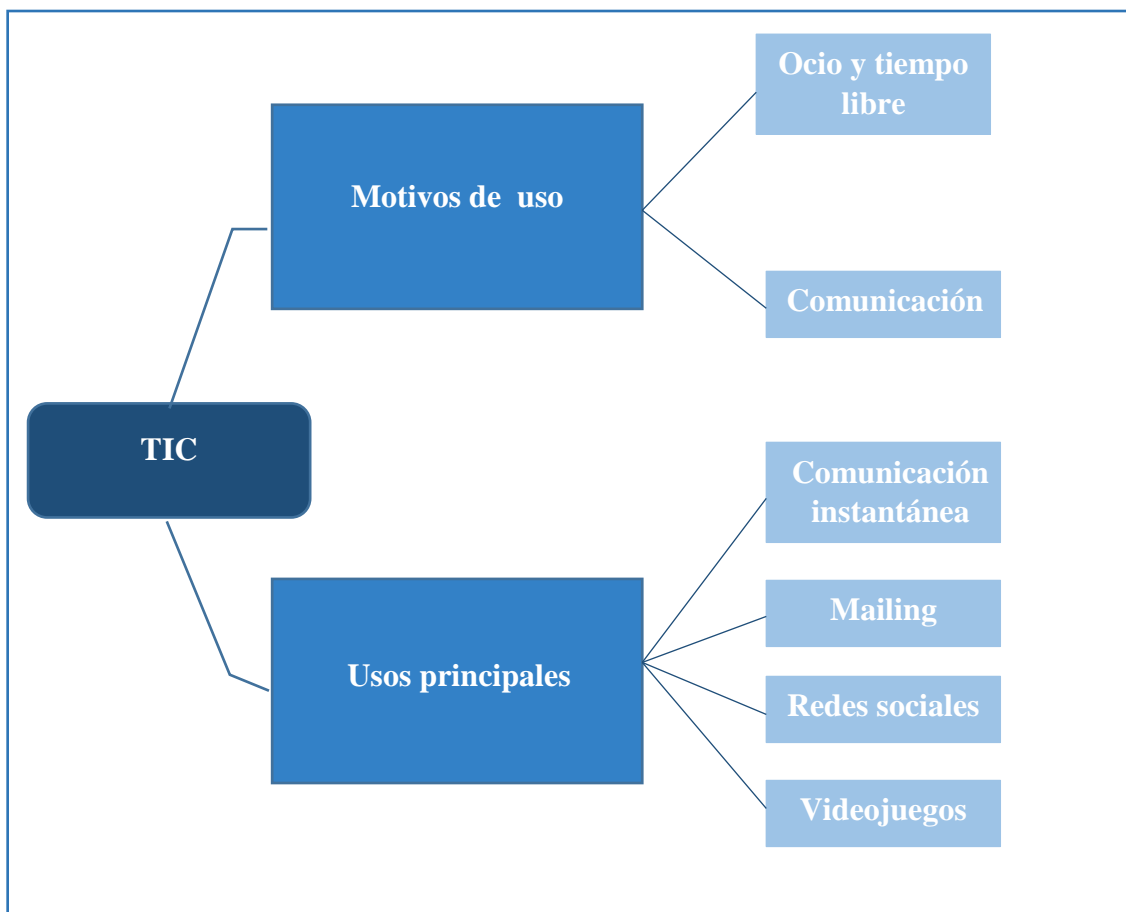 Ocio y tiempo
libre
Motivos de  uso
Comunicación
TIC
Comunicación
instantánea
Mailing
Usos principales
Redes sociales
Videojuegos